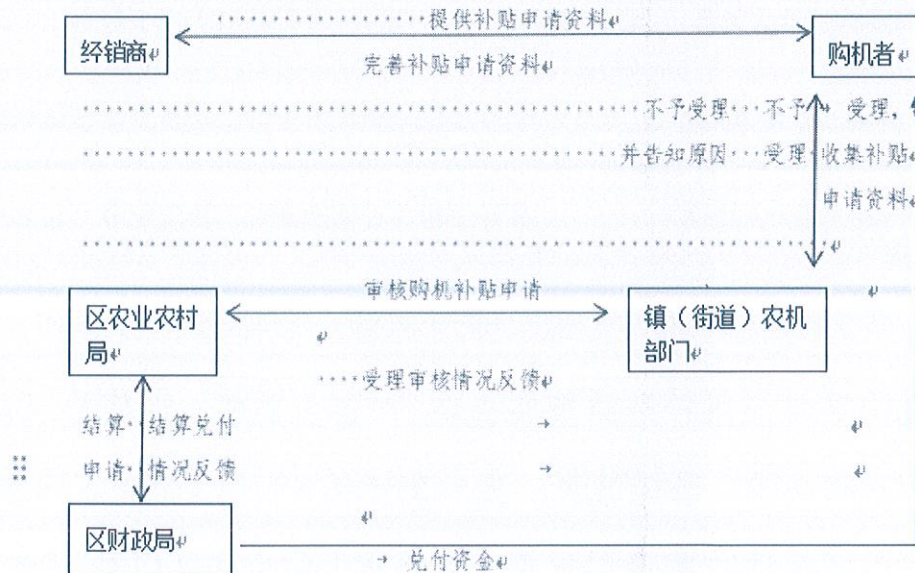 提供补贴申请资料
经销商
购机者
完善补贴申请资料
不予受理 不予 受理，
并告知原因 受理 收集补贴
申请资料
审核购机补贴申请
区农业农村局
镇（街道）农机部门
受理审核情况反馈
结算 结算兑付
申请 情况反馈
区财政局
兑付资金